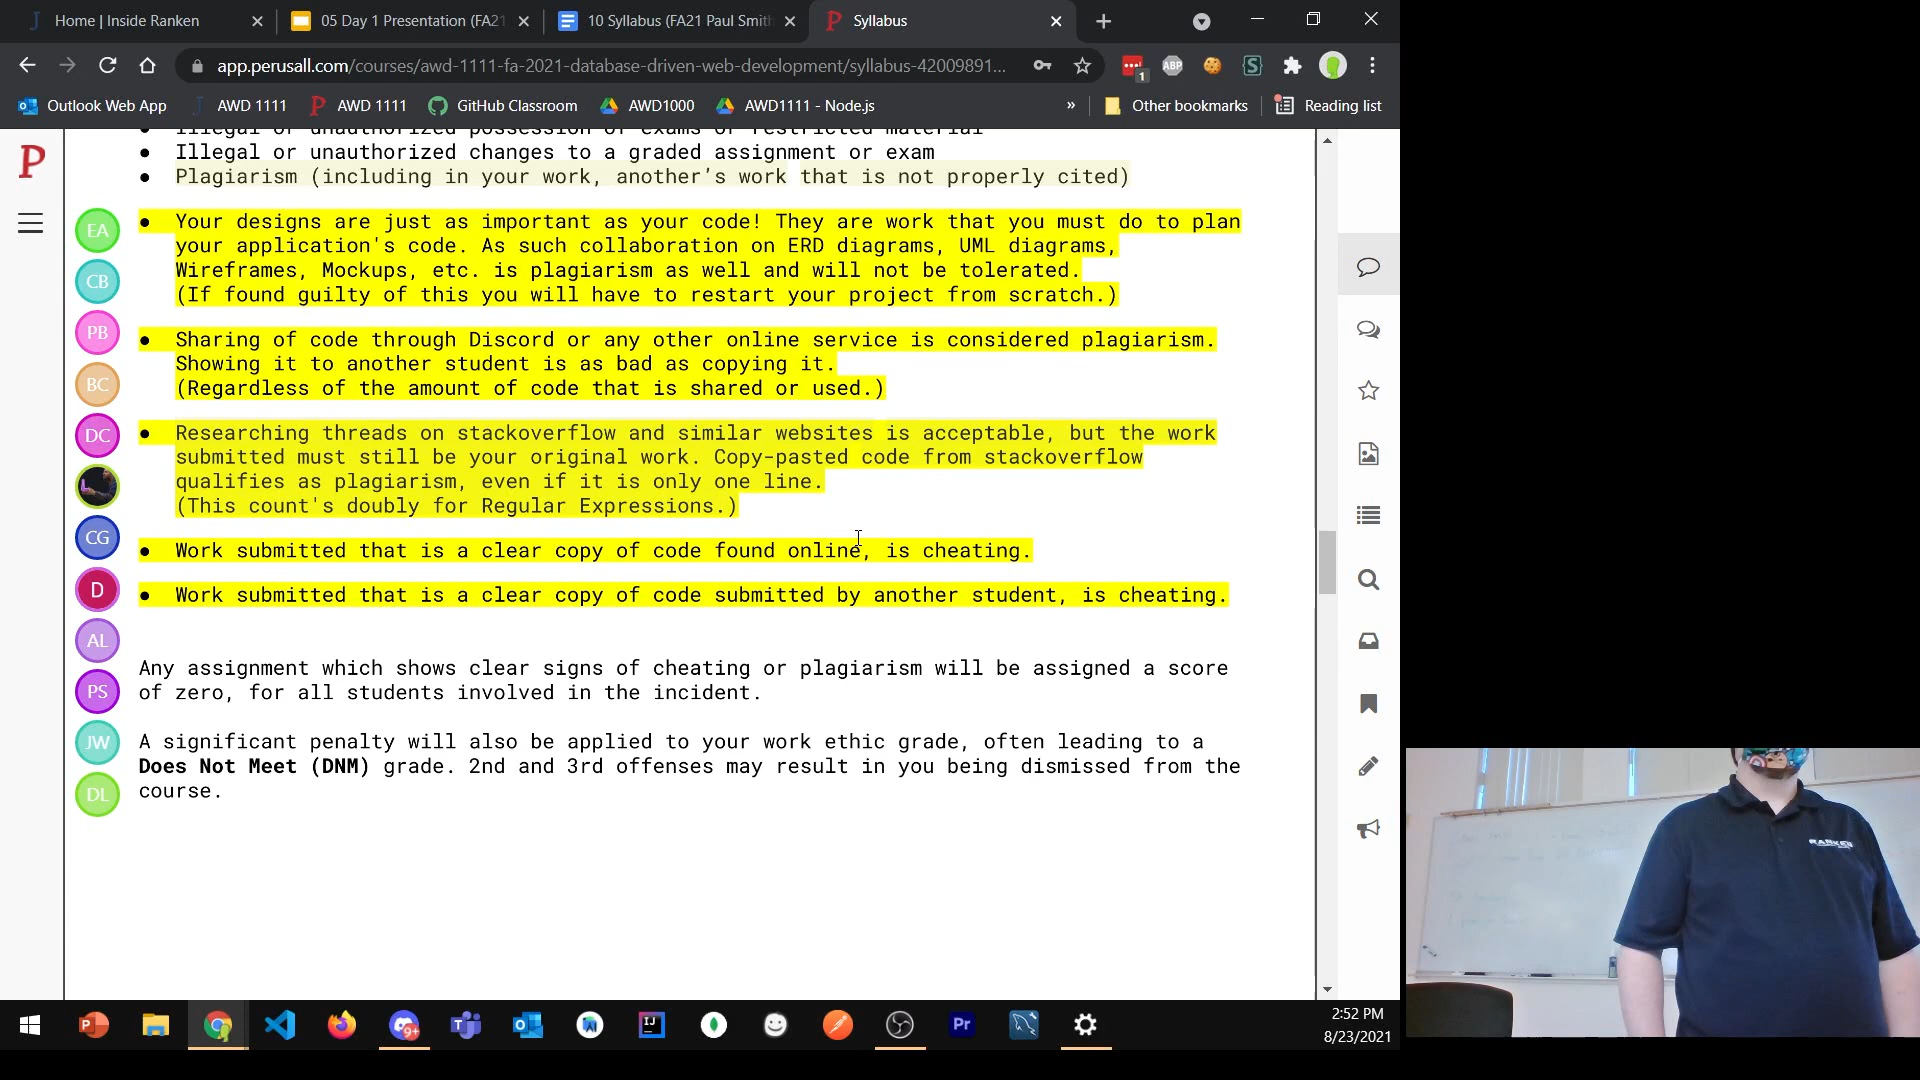 Home | Inside Ranken
05 Day 1 Presentation (FA21
10 Syllabus (FA21 Paul Smith
Syllabus
app.perusall.com/courses/awd-1111-fa-2021-database-driven-web-development/syllabus-42009891...
1
ABP
Outlook Web App
AWD 1111
AWD 1111
GitHub Classroom
AWD1000
AWD1111 - Node.js
»
Other bookmarks
Reading list
• Illegal or unauthorized possession of exams or restricted material
• Illegal or unauthorized changes to a graded assignment or exam
• Plagiarism (including in your work, another's work that is not properly cited)
• Your designs are just as important as your code! They are work that you must do to plan
your application's code. As such collaboration on ERD diagrams, UML diagrams,
Wireframes, Mockups, etc. is plagiarism as well and will not be tolerated.
(If found guilty of this you will have to restart your project from scratch.)
• Sharing of code through Discord or any other online service is considered plagiarism.
Showing it to another student is as bad as copying it.
(Regardless of the amount of code that is shared or used.)
• Researching threads on stackoverflow and similar websites is acceptable, but the work
submitted must still be your original work. Copy-pasted code from stackoverflow
qualifies as plagiarism, even if it is only one line.
(This count's doubly for Regular Expressions.)
• Work submitted that is a clear copy of code found online, is cheating.
• Work submitted that is a clear copy of code submitted by another student, is cheating.
Any assignment which shows clear signs of cheating or plagiarism will be assigned a score
of zero, for all students involved in the incident.
A significant penalty will also be applied to your work ethic grade, often leading to a
Does Not Meet (DNM) grade. 2nd and 3rd offenses may result in you being dismissed from the
course.
EA
CB
PB
BC
DC
CG
D
AL
PS
JW
DL
RANKEN
9+
IJ
Pr
2:52 PM
8/23/2021